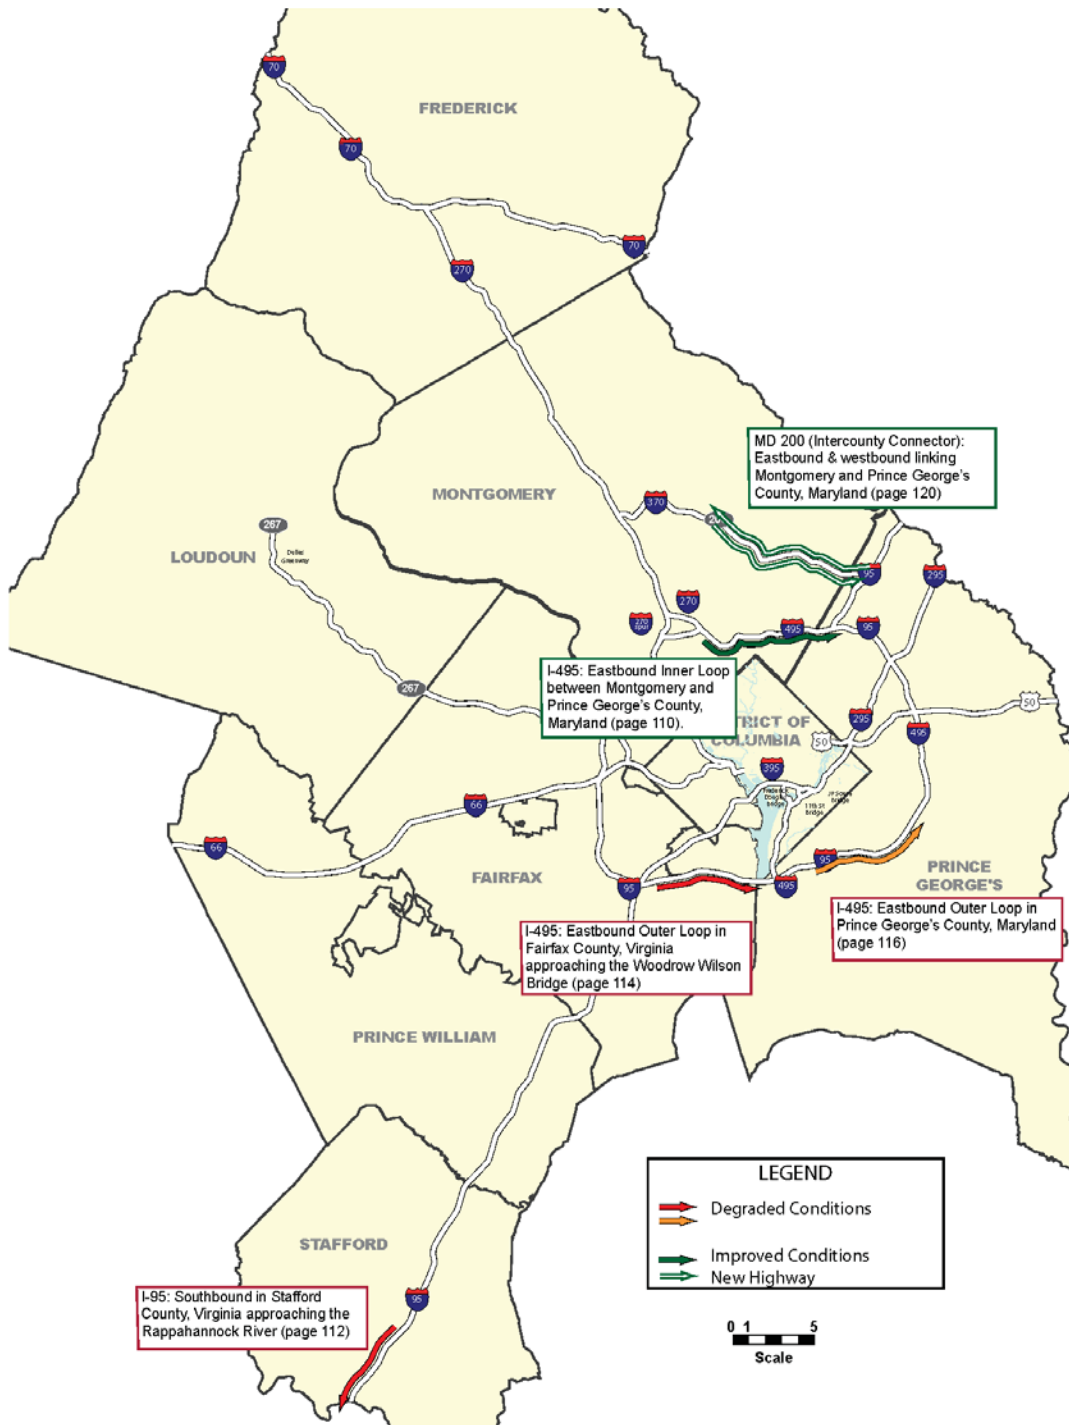 70
FREDERICK
70
70
270
MD 200 (Intercounty Connector):
Eastbound & westbound linking
Montgomery and Prince George's
County, Maryland (page 120)
MONTGOMERY
370
267
LOUDOUN
Dulles
Greenway
95
295
270
270
spur
495
95
I-495: Eastbound Inner Loop
between Montgomery and
Prince George's County,
Maryland (page 110).
267
50
295
495
COLUMBIA
50
395
66
66
95
PRINCE
GEORGE'S
FAIRFAX
95
495
I-495: Eastbound Outer Loop in
Prince George's County, Maryland
(page 116)
I-495: Eastbound Outer Loop in
Fairfax County, Virginia
approaching the Woodrow Wilson
Bridge (page 114)
PRINCE WILLIAM
LEGEND
Degraded Conditions
Improved Conditions
New Highway
STAFFORD
I-95: Southbound in Stafford
County, Virginia approaching the
Rappahannock River (page 112)
95
0 1 5
Scale